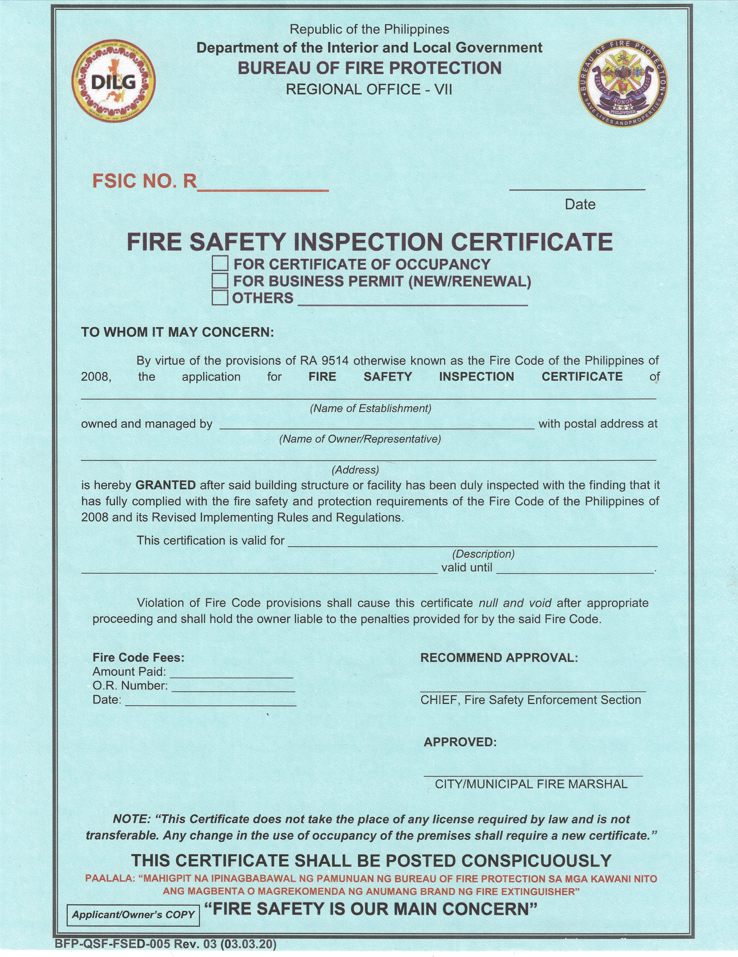 Republic of the Philippines
Department of the Interior and Local Government
BUREAU OF FIRE PROTECTION
REGIONAL OFFICE - VII
DILG
BUREAU OF FIRE PROTECTION
SAVE LIVES AND PROPERTIES
FSIC NO. R____________
____________________
Date
FIRE SAFETY INSPECTION CERTIFICATE
FOR CERTIFICATE OF OCCUPANCY
FOR BUSINESS PERMIT (NEW/RENEWAL)
OTHERS ____________________________
TO WHOM IT MAY CONCERN:
By virtue of the provisions of RA 9514 otherwise known as the Fire Code of the Philippines of
2008, the application for FIRE SAFETY INSPECTION CERTIFICATE of
(Name of Establishment)
owned and managed by ____________________ with postal address at
(Name of Owner/Representative)
(Address)
is hereby GRANTED after said building structure or facility has been duly inspected with the finding that it
has fully complied with the fire safety and protection requirements of the Fire Code of the Philippines of
2008 and its Revised Implementing Rules and Regulations.
This certification is valid for ____________________
(Description)
____________________ valid until ____________________.
Violation of Fire Code provisions shall cause this certificate null and void after appropriate
proceeding and shall hold the owner liable to the penalties provided for by the said Fire Code.
Fire Code Fees:
Amount Paid: ____________________
O.R. Number: ____________________
Date: ____________________
RECOMMEND APPROVAL:
CHIEF, Fire Safety Enforcement Section
APPROVED:
CITY/MUNICIPAL FIRE MARSHAL
NOTE: “This Certificate does not take the place of any license required by law and is not
transferable. Any change in the use of occupancy of the premises shall require a new certificate.”
THIS CERTIFICATE SHALL BE POSTED CONSPICUOUSLY
PAALALA: “MAHIGPIT NA IPINAGBABAWAL NG PAMUNUAN NG BUREAU OF FIRE PROTECTION SA MGA KAWANI NITO
ANG MAGBENTA O MAGREKOMENDA NG ANUMANG BRAND NG FIRE EXTINGUISHER”
Applicant/Owner's COPY
“FIRE SAFETY IS OUR MAIN CONCERN”
BFP-QSF-FSED-005 Rev. 03 (03.03.20)